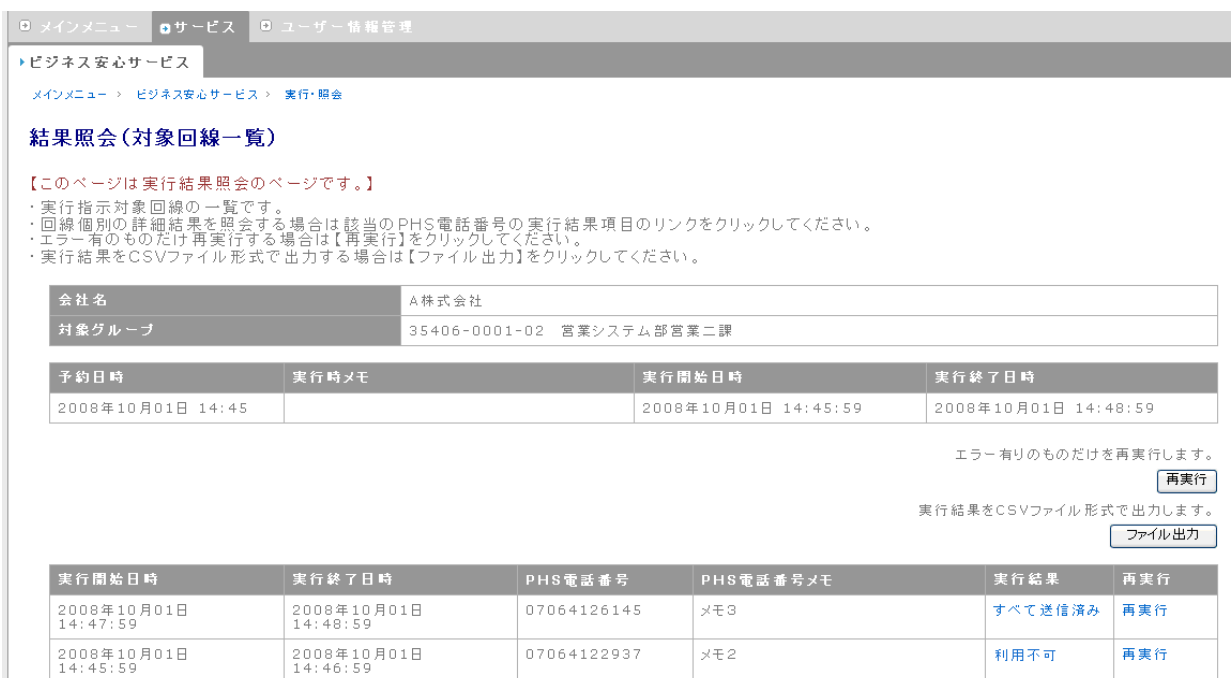 メインメニュー サービス ユーザー情報管理
ビジネス安心サービス
メインメニュー > ビジネス安心サービス > 実行・照会
結果照会(対象回線一覧)
【このページは実行結果照会のページです。】
・実行指示対象回線の一覧です。
・回線個別の詳細結果を照会する場合は該当のPHS電話番号の実行結果項目のリンクをクリックしてください。
・エラー有のものだけ再実行する場合は【再実行】をクリックしてください。
・実行結果をCSVファイル形式で出力する場合は【ファイル出力】をクリックしてください。
会社名 A株式会社
対象グループ 35406-0001-02 営業システム部営業二課
予約日時 実行時メモ 実行開始日時 実行終了日時
2008年10月01日 14:45 2008年10月01日 14:45:59 2008年10月01日 14:48:59
エラー有りのものだけを再実行します。
再実行
実行結果をCSVファイル形式で出力します。
ファイル出力
実行開始日時 実行終了日時 PHS電話番号 PHS電話番号メモ 実行結果 再実行
2008年10月01日 2008年10月01日 07064126145 メモ3 すべて送信済み 再実行
14:47:59 14:48:59
2008年10月01日 2008年10月01日 07064122937 メモ2 利用不可 再実行
14:45:59 14:46:59